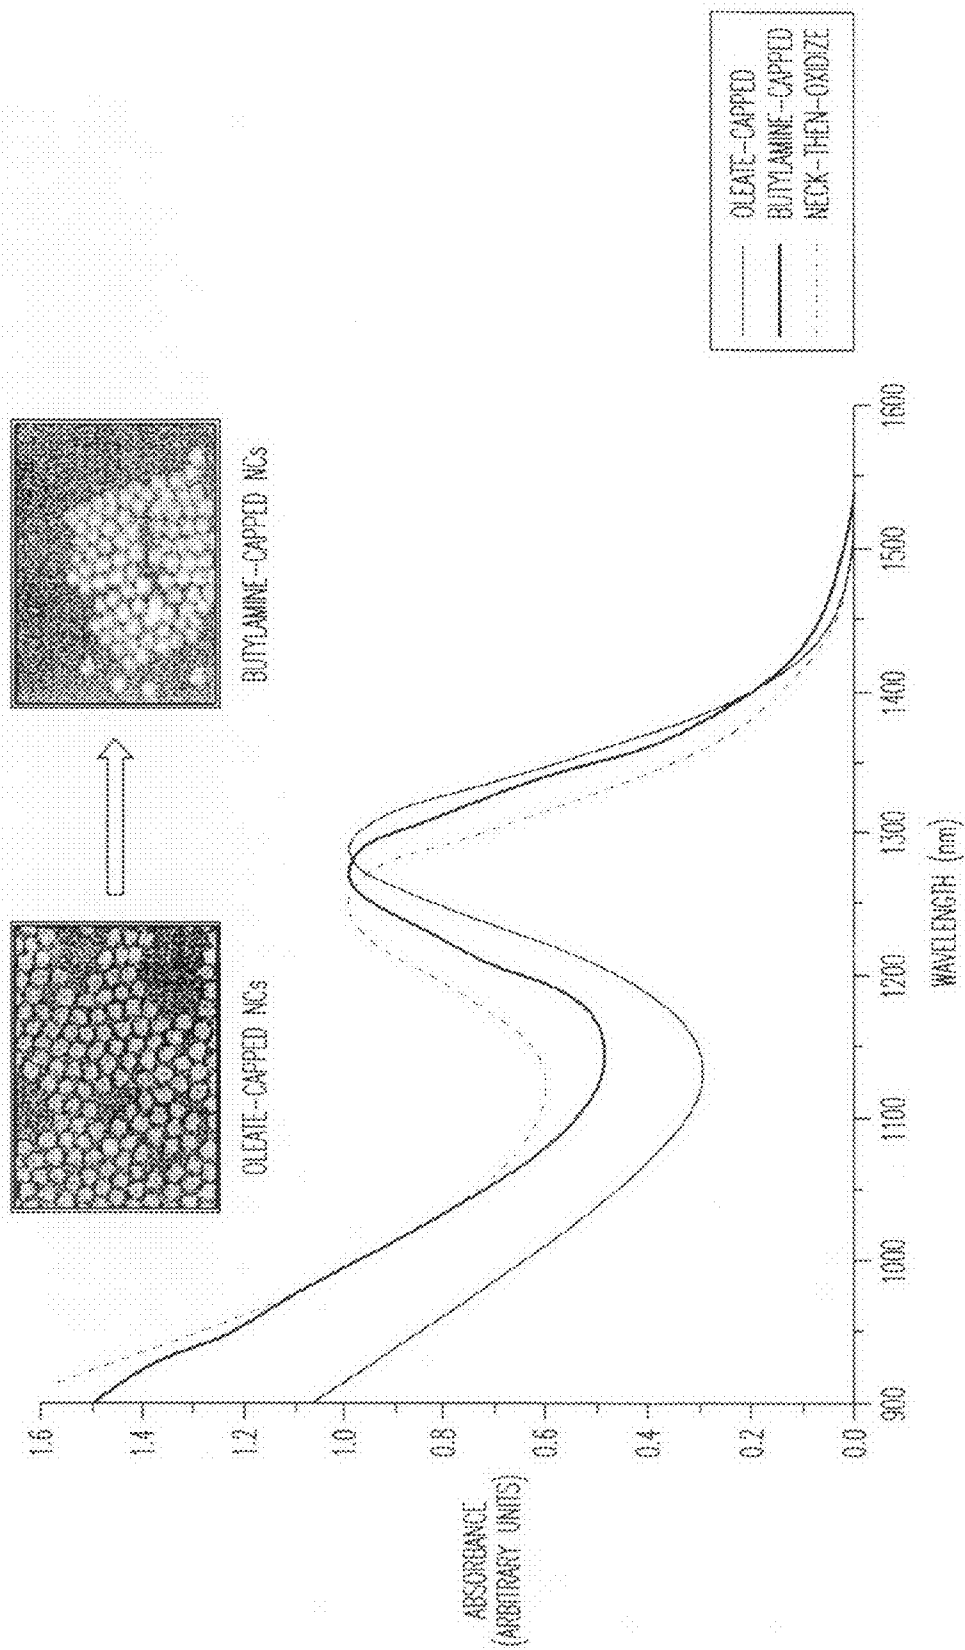 OLEATE-CAPPED NCs
BUTYLAMINE-CAPPED NCs
ABSORBANCE
(ARBITRARY UNITS)
1.6
1.4
1.2
1.0
0.8
0.6
0.4
0.2
0.0
900
1000
1100
1200
1300
1400
1500
1600
WAVELENGTH (nm)
OLEATE-CAPPED
BUTYLAMINE-CAPPED
NECK-THEN-OXIDIZE